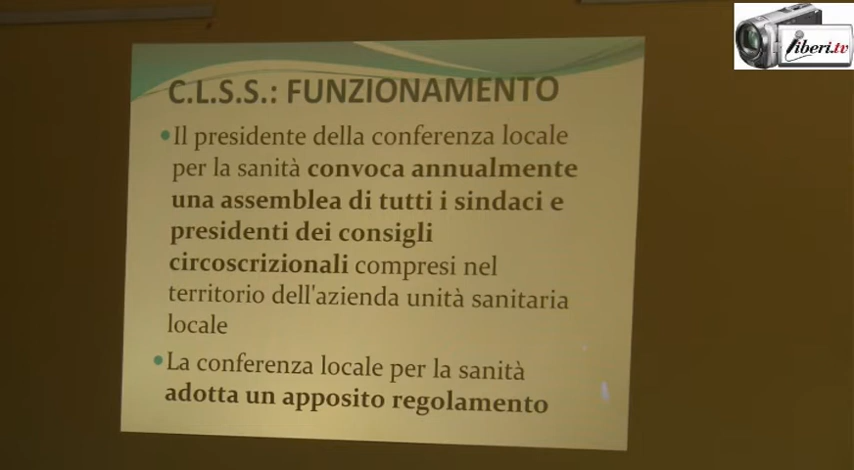 C.L.S.S.: FUNZIONAMENTO
•Il presidente della conferenza locale
per la sanità convoca annualmente
una assemblea di tutti i sindaci e
presidenti dei consigli
circoscrizionali compresi nel
territorio dell'azienda unità sanitaria
locale
•La conferenza locale per la sanità
adotta un apposito regolamento
liberi.tv